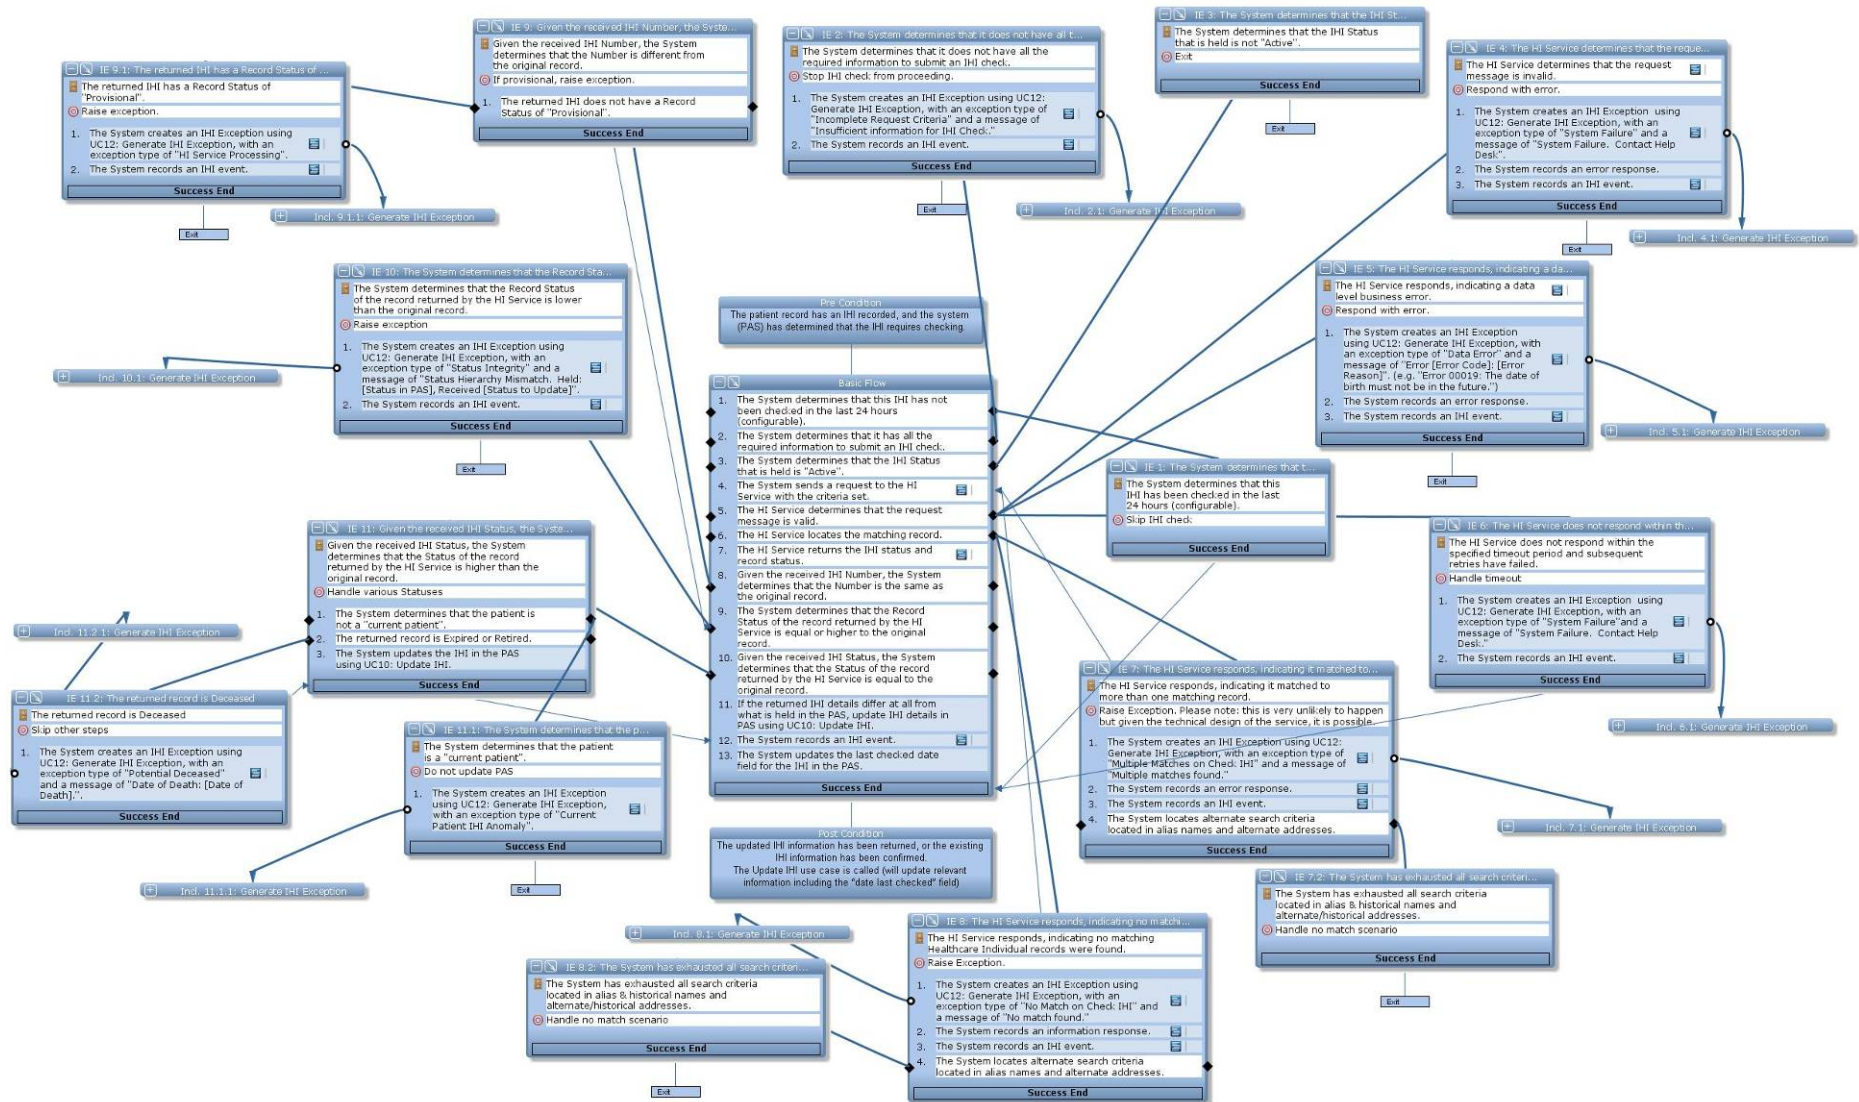 IE 9: Given the received IHI Number, the Syste...
Given the received IHI Number, the System
determines that the Number is different from
the original record.
If provisional, raise exception.
1. The returned IHI does not have a Record
Status of "Provisional".
Success End
IE 2: The System determines that it does not have all t...
The System determines that it does not have all the
required information to submit an IHI check.
Stop IHI check from proceeding.
1. The System creates an IHI Exception using UC12:
Generate IHI Exception, with an exception type of
"Incomplete Request Criteria" and a message of
"Insufficient information for IHI Check."
2. The System records an IHI event.
Success End
Exit
Incl. 2.1: Generate IHI Exception
IE 3: The System determines that the IHI St...
The System determines that the IHI Status
that is held is not "Active".
Exit
Success End
Exit
IE 4: The HI Service determines that the reque...
The HI Service determines that the request
message is invalid.
Respond with error.
1. The System creates an IHI Exception using
UC12: Generate IHI Exception, with an
exception type of "System Failure" and a
message of "System Failure. Contact Help
Desk".
2. The System records an error response.
3. The System records an IHI event.
Success End
Exit
Incl. 4.1: Generate IHI Exception
IE 9.1: The returned IHI has a Record Status of ...
The returned IHI has a Record Status of
"Provisional".
Raise exception.
1. The System creates an IHI Exception using
UC12: Generate IHI Exception, with an
exception type of "HI Service Processing".
2. The System records an IHI event.
Success End
Exit
Incl. 9.1.1: Generate IHI Exception
IE 10: The System determines that the Record Sta...
The System determines that the Record Status
of the record returned by the HI Service is lower
than the original record.
Raise exception
1. The System creates an IHI Exception using
UC12: Generate IHI Exception, with an
exception type of "Status Integrity" and a
message of "Status Hierarchy Mismatch. Held:
[Status in PAS], Received [Status to Update]".
2. The System records an IHI event.
Success End
Exit
Incl. 10.1: Generate IHI Exception
Pre Condition
The patient record has an IHI recorded, and the system
(PAS) has determined that the IHI requires checking.
Basic Flow
1. The System determines that this IHI has not
been checked in the last 24 hours
(configurable).
2. The System determines that it has all the
required information to submit an IHI check.
3. The System determines that the IHI Status
that is held is "Active".
4. The System sends a request to the HI
Service with the criteria set.
5. The HI Service determines that the request
message is valid.
6. The HI Service locates the matching record.
7. The HI Service returns the IHI status and
record status.
8. Given the received IHI Number, the System
determines that the Number is the same as
the original record.
9. The System determines that the Record
Status of the record returned by the HI
Service is equal or higher to the original
record.
10. Given the received IHI Status, the System
determines that the Status of the record
returned by the HI Service is equal to the
original record.
11. If the returned IHI details differ at all from
what is held in the PAS, update IHI details in
PAS using UC10: Update IHI.
12. The System records an IHI event.
13. The System updates the last checked date
field for the IHI in the PAS.
Success End
Post Condition
The updated IHI information has been returned, or the existing
IHI information has been confirmed.
The Update IHI use case is called (will update relevant
information including the "date last checked" field)
IE 5: The HI Service responds, indicating a da...
The HI Service responds, indicating a data
level business error.
Respond with error.
1. The System creates an IHI Exception
using UC12: Generate IHI Exception, with
an exception type of "Data Error" and a
message of "Error [Error Code]: [Error
Reason]". (e.g. "Error 00019: The date of
birth must not be in the future.")
2. The System records an error response.
3. The System records an IHI event.
Success End
Exit
Incl. 5.1: Generate IHI Exception
IE 1: The System determines that t...
The System determines that this
IHI has been checked in the last
24 hours (configurable).
Skip IHI check
Success End
IE 6: The HI Service does not respond within th...
The HI Service does not respond within the
specified timeout period and subsequent
retries have failed.
Handle timeout
1. The System creates an IHI Exception using
UC12: Generate IHI Exception, with an
exception type of "System Failure"and a
message of "System Failure. Contact Help
Desk."
2. The System records an IHI event.
Success End
Incl. 6.1: Generate IHI Exception
IE 11: Given the received IHI Status, the Syste...
Given the received IHI Status, the System
determines that the Status of the record
returned by the HI Service is higher than the
original record.
Handle various Statuses
1. The System determines that the patient is
not a "current patient".
2. The returned record is Expired or Retired.
3. The System updates the IHI in the PAS
using UC10: Update IHI.
Success End
Incl. 11.2.1: Generate IHI Exception
IE 11.2: The returned record is Deceased
The returned record is Deceased
Skip other steps
1. The System creates an IHI Exception using
UC12: Generate IHI Exception, with an
exception type of "Potential Deceased"
and a message of "Date of Death: [Date of
Death].".
Success End
IE 11.1: The System determines that the p...
The System determines that the patient
is a "current patient".
Do not update PAS
1. The System creates an IHI Exception
using UC12: Generate IHI Exception,
with an exception type of "Current
Patient IHI Anomaly".
Success End
Exit
Incl. 11.1.1: Generate IHI Exception
IE 7: The HI Service responds, indicating it matched to...
The HI Service responds, indicating it matched to
more than one matching record.
Raise Exception. Please note: this is very unlikely to happen
but given the technical design of the service, it is possible.
1. The System creates an IHI Exception using UC12:
Generate IHI Exception, with an exception type of
"Multiple Matches on Check IHI" and a message of
"Multiple matches found."
2. The System records an error response.
3. The System records an IHI event.
4. The System locates alternate search criteria
located in alias names and alternate addresses.
Success End
Incl. 7.1: Generate IHI Exception
IE 7.2: The System has exhausted all search criteri...
The System has exhausted all search criteria
located in alias & historical names and
alternate/historical addresses.
Handle no match scenario
Success End
Exit
Incl. 8.1: Generate IHI Exception
IE 8: The HI Service responds, indicating no matchi...
The HI Service responds, indicating no matching
Healthcare Individual records were found.
Raise Exception.
1. The System creates an IHI Exception using
UC12: Generate IHI Exception, with an
exception type of "No Match on Check IHI" and
a message of "No match found."
2. The System records an information response.
3. The System records an IHI event.
4. The System locates alternate search criteria
located in alias names and alternate addresses.
Success End
IE 8.2: The System has exhausted all search criteri...
The System has exhausted all search criteria
located in alias & historical names and
alternate/historical addresses.
Handle no match scenario
Success End
Exit